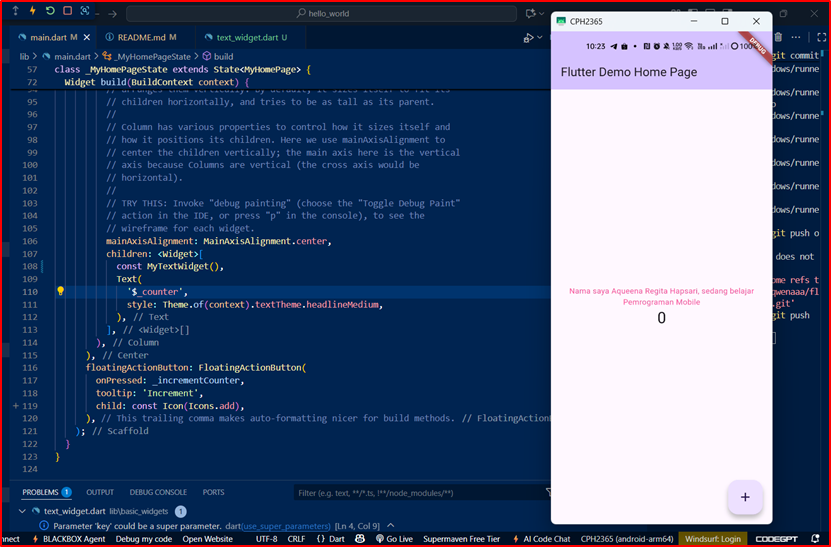 hello_world
main.dart M
README.md M
text_widget.dart U
lib > main.dart > _MyHomePageState > build
57 class _MyHomePageState extends State<MyHomePage> {
72 Widget build(BuildContext context) {
95 // children horizontally, and tries to be as tall as its parent.
96 //
97 // Column has various properties to control how it sizes itself and
98 // how it positions its children. Here we use mainAxisAlignment to
99 // center the children vertically; the main axis here is the vertical
100 // axis because Columns are vertical (the cross axis would be
101 // horizontal).
102 //
103 // TRY THIS: Invoke "debug painting" (choose the "Toggle Debug Paint"
104 // action in the IDE, or press "p" in the console), to see the
105 // wireframe for each widget.
106 mainAxisAlignment: MainAxisAlignment.center,
107 children: <Widget>[
108 const MyTextWidget(),
109 Text(
110 '$_counter',
111 style: Theme.of(context).textTheme.headlineMedium,
112 ), // Text
113 ], // <Widget>[]
114 ), // Column
115 ), // Center
116 floatingActionButton: FloatingActionButton(
117 onPressed: _incrementCounter,
118 tooltip: 'Increment',
119 child: const Icon(Icons.add),
120 ), // This trailing comma makes auto-formatting nicer for build methods. // FloatingAction
121 ); // Scaffold
122 }
123 }
124
PROBLEMS 1 OUTPUT DEBUG CONSOLE PORTS
Filter (e.g. text, **/*.ts, !**/node_modules/**)
text_widget.dart lib\basic_widgets 1
Parameter 'key' could be a super parameter. dart(use_super_parameters) [Ln 4, Col 9]
nnect BLACKBOX Agent Debug my code Open Website UTF-8 CRLF {} Dart Go Live Supermaven Free Tier AI Code Chat CPH2365 (android-arm64) Windsurf: Login CODEGPT
CPH2365
10:23
100
DEBUG
Flutter Demo Home Page
Nama saya Aqueena Regita Hapsari, sedang belajar
Pemrograman Mobile
0
+
git commit
dows/runne
dows/runne
dows/runne
dows/runne
dows/runne
dows/runne
git push o
does not
ome refs t
qwenaaa/fl
.git'
git push